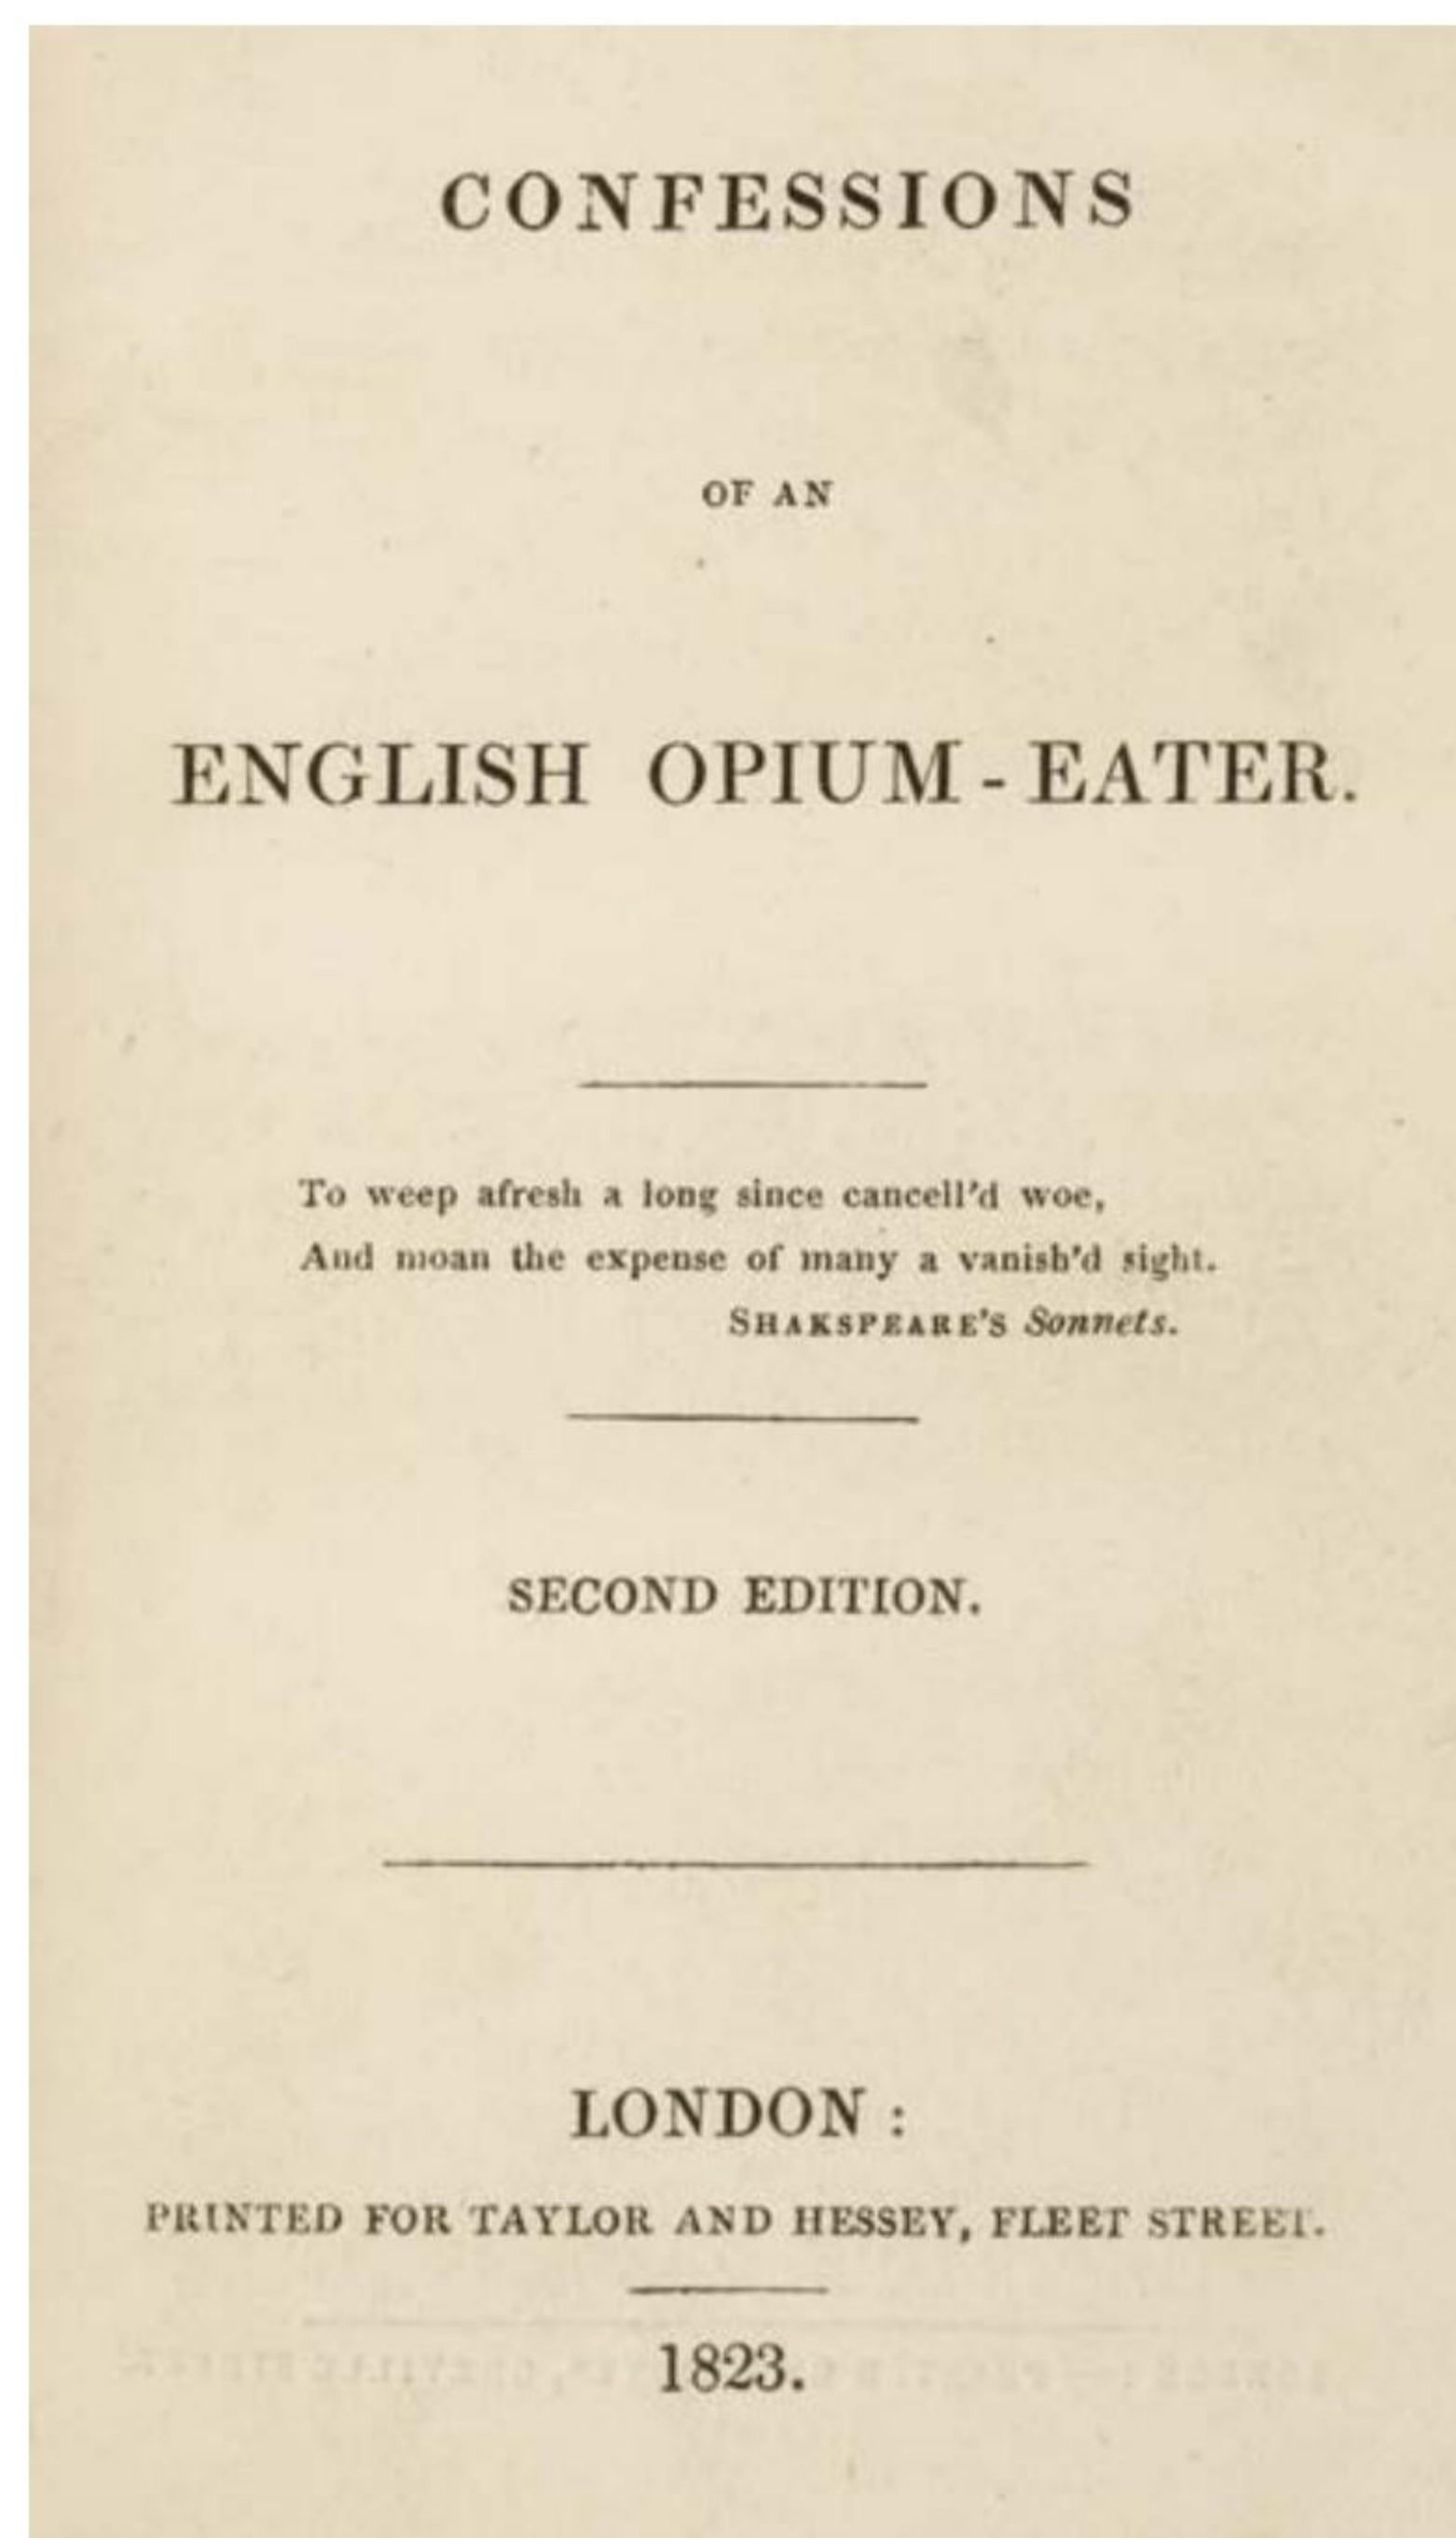 CONFESSIONS
OF AN
ENGLISH OPIUM-EATER.
To weep afresh a long since cancell'd woe,
And moan the expense of many a vanish'd sight.
SHAKSPEARE'S Sonnets.
SECOND EDITION.
LONDON:
PRINTED FOR TAYLOR AND HESSEY, FLEET STREET.
1823.